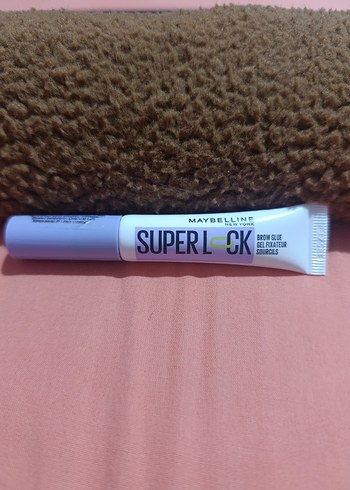 MAYBELLINE
NEW YORK
SUPER LOCK
BROW GLUE
GEL FIXATEUR
SOURCILS